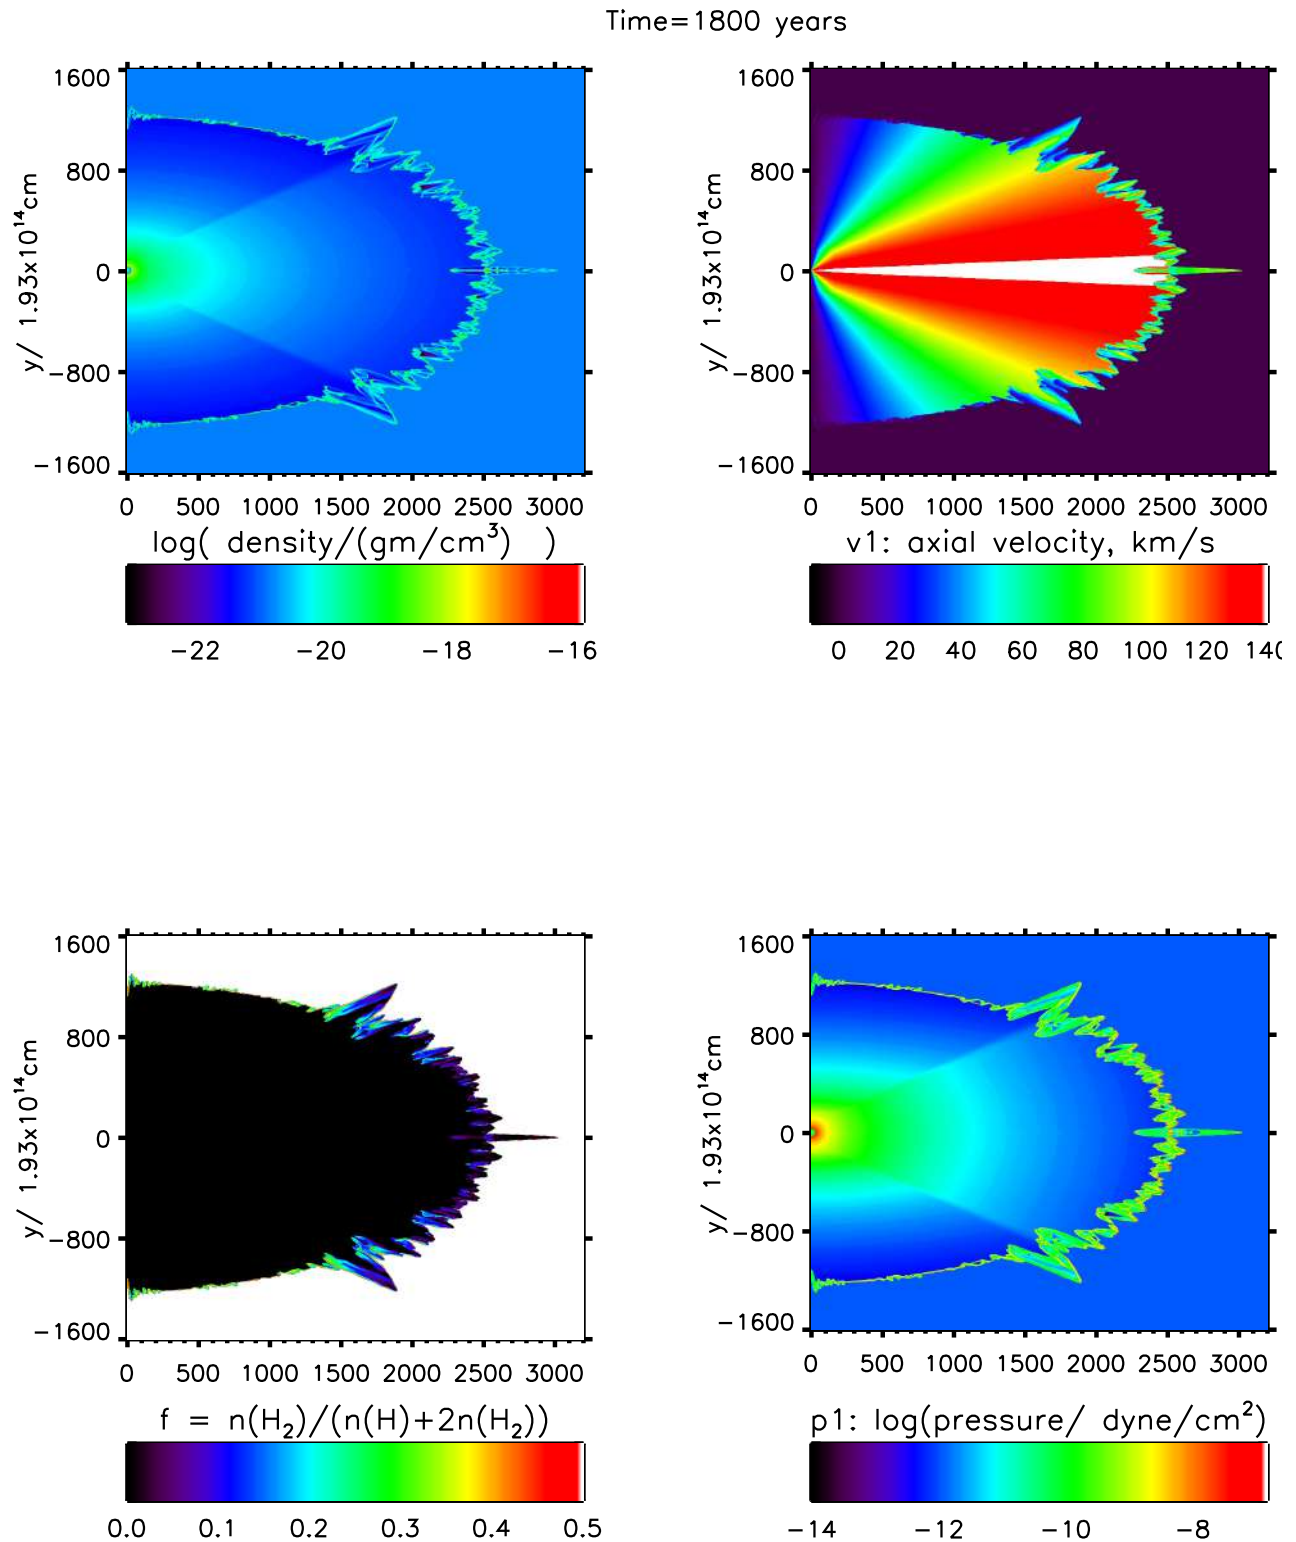 Time=1800 years
1600
800
0
−800
−1600
y/ 1.93x10¹⁴cm
0 500 1000 1500 2000 2500 3000
log( density/(gm/cm³) )
−22 −20 −18 −16
1600
800
0
−800
−1600
y/ 1.93x10¹⁴cm
0 500 1000 1500 2000 2500 3000
v1: axial velocity, km/s
0 20 40 60 80 100 120 140
1600
800
0
−800
−1600
y/ 1.93x10¹⁴cm
0 500 1000 1500 2000 2500 3000
f = n(H₂)/(n(H)+2n(H₂))
0.0 0.1 0.2 0.3 0.4 0.5
1600
800
0
−800
−1600
y/ 1.93x10¹⁴cm
0 500 1000 1500 2000 2500 3000
p1: log(pressure/ dyne/cm²)
−14 −12 −10 −8